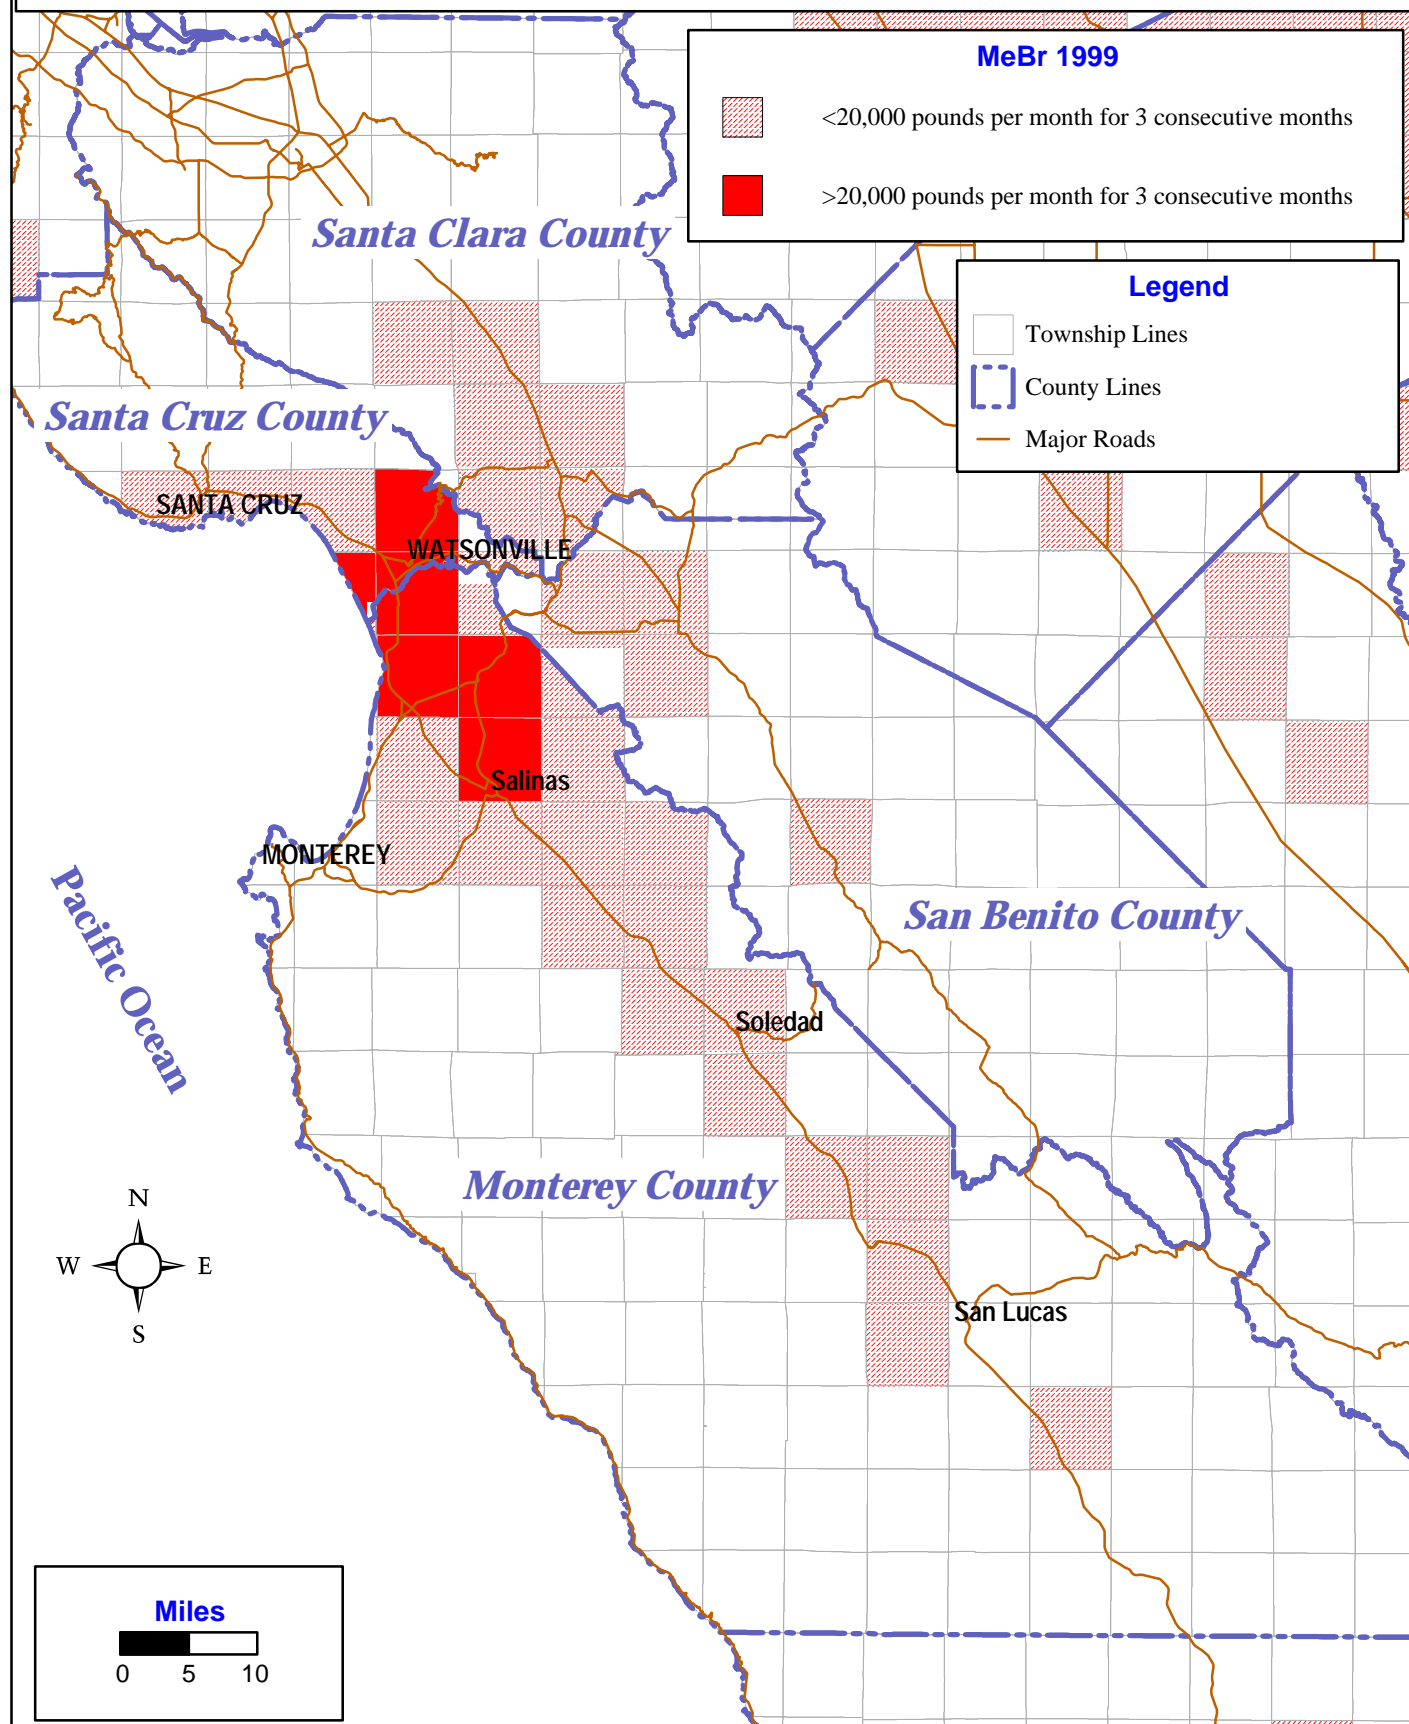 MeBr 1999
<20,000 pounds per month for 3 consecutive months
>20,000 pounds per month for 3 consecutive months
Santa Clara County
Legend
Township Lines
County Lines
Major Roads
Santa Cruz County
SANTA CRUZ
WATSONVILLE
Salinas
MONTEREY
Pacific Ocean
San Benito County
Soledad
Monterey County
N
W E
S
San Lucas
Miles
0 5 10